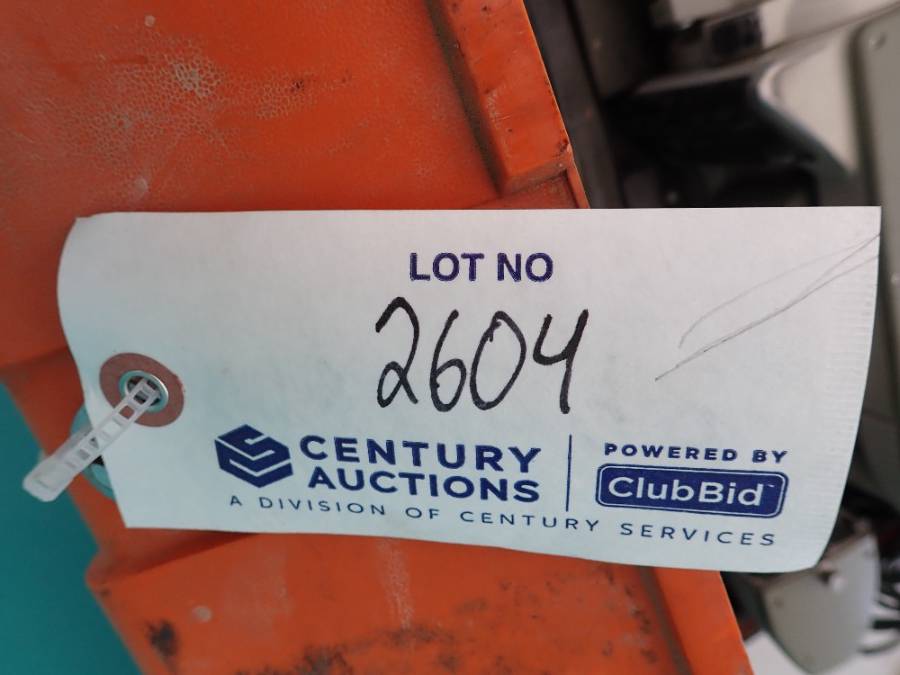 LOT NO
2604
CENTURY
AUCTIONS
A DIVISION OF CENTURY SERVICES
POWERED BY
ClubBid